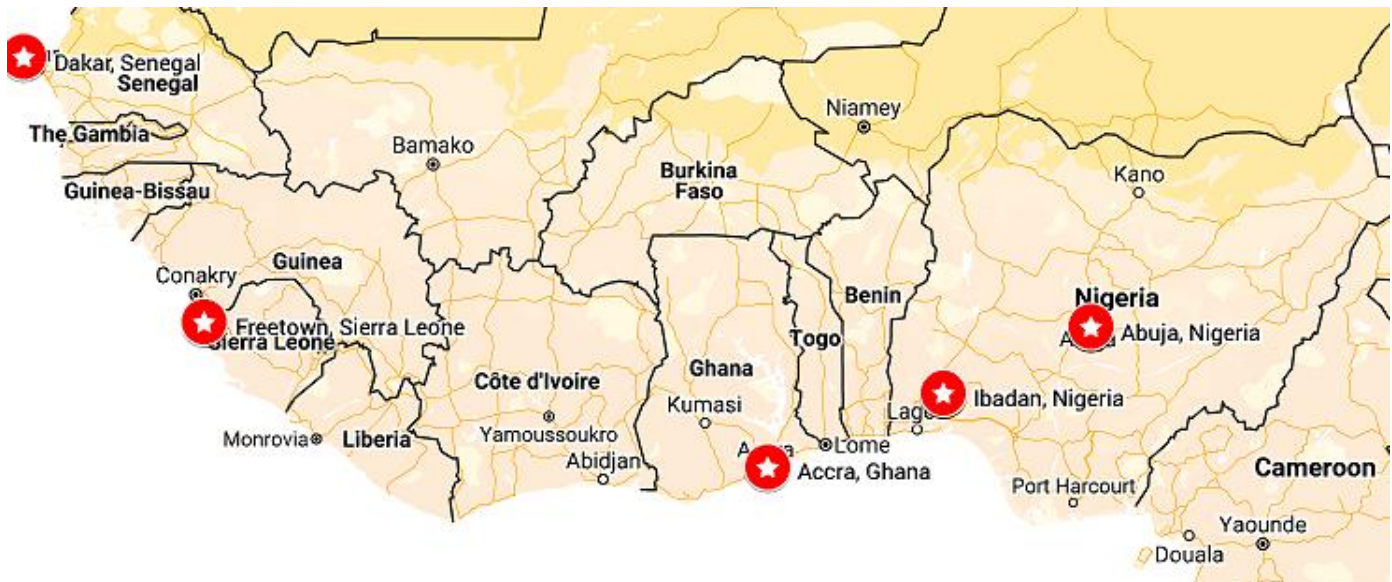 Dakar, Senegal
Senegal
The Gambia
Guinea-Bissau
Bamako
Niamey
Kano
Burkina
Faso
Guinea
Conakry
Freetown, Sierra Leone
Sierra Leone
Nigeria
Abuja, Nigeria
Benin
Togo
Ghana
Côte d'Ivoire
Kumasi
Ibadan, Nigeria
Monrovia
Liberia
Yamoussoukro
Abidjan
Lome
Accra, Ghana
Port Harcourt
Cameroon
Yaounde
Douala